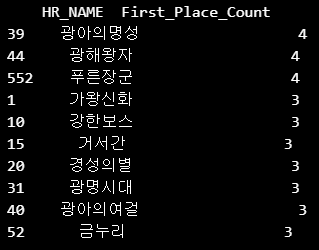 HR_NAME First_Place_Count
39 광아의명성 4
44 광해왕자 4
552 푸른장군 4
1 가왕신화 3
10 강한보스 3
15 거서간 3
20 경성의별 3
31 광명시대 3
40 광아의여걸 3
52 금누리 3